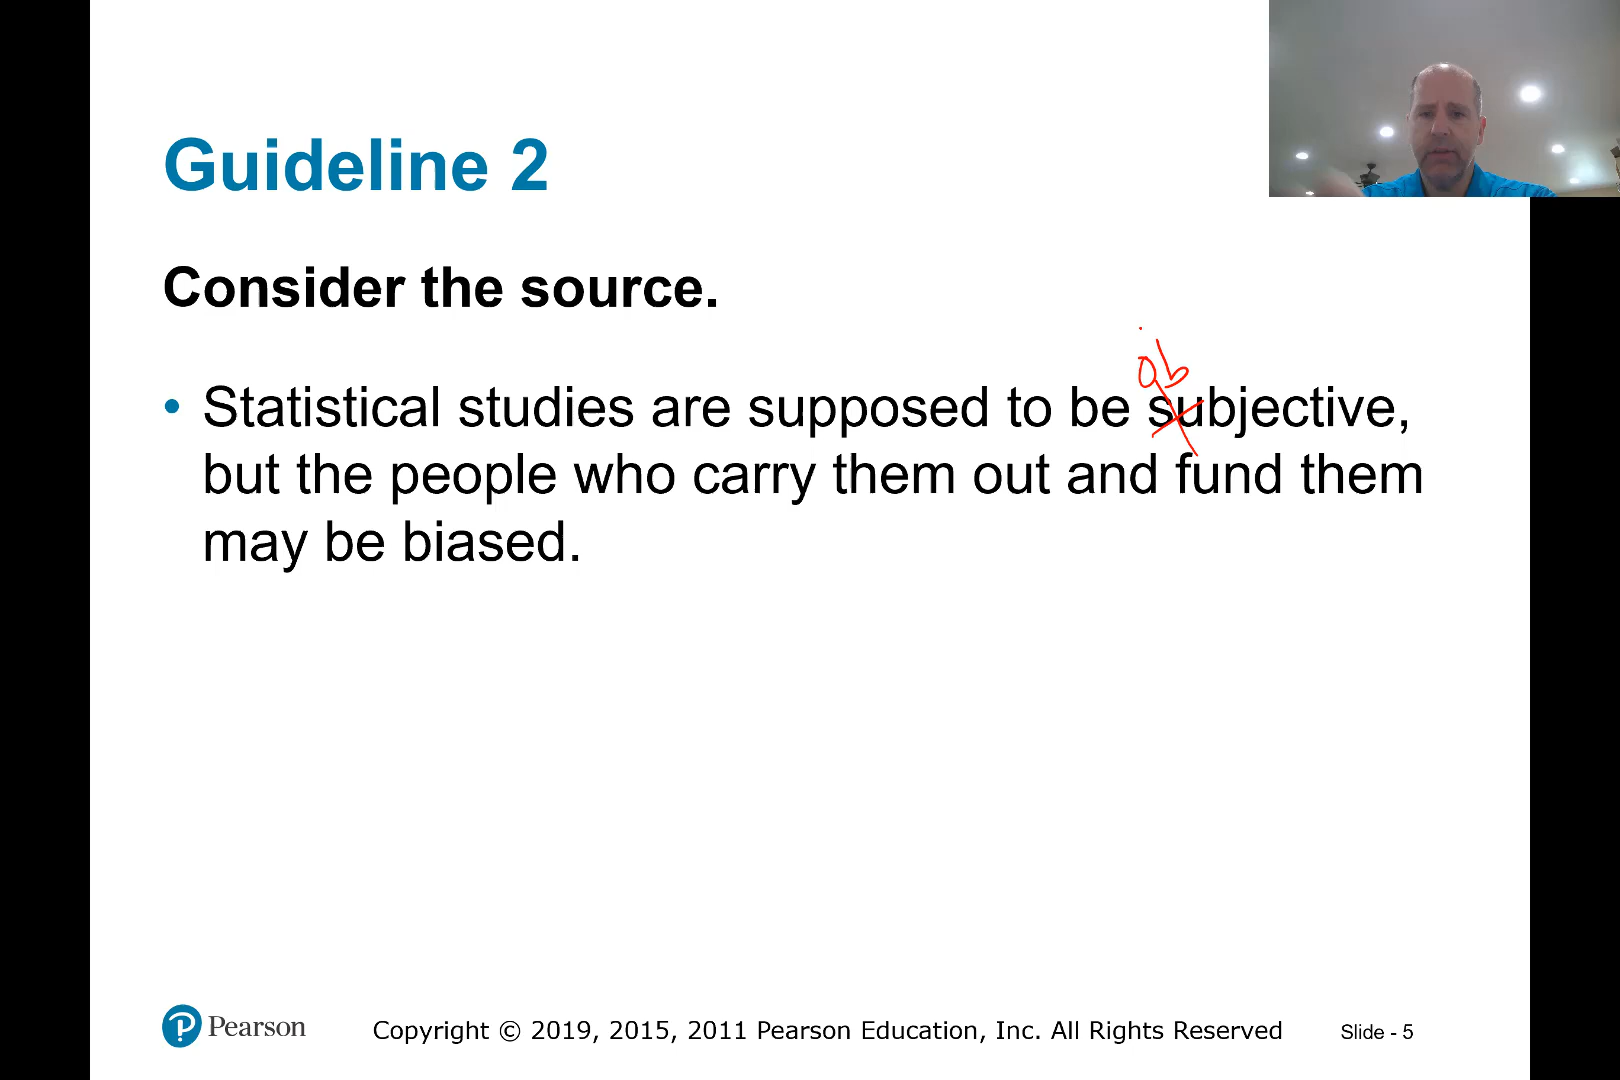 Guideline 2
Consider the source.
ob
• Statistical studies are supposed to be subjective,
but the people who carry them out and fund them
may be biased.
Pearson
Copyright © 2019, 2015, 2011 Pearson Education, Inc. All Rights Reserved
Slide - 5